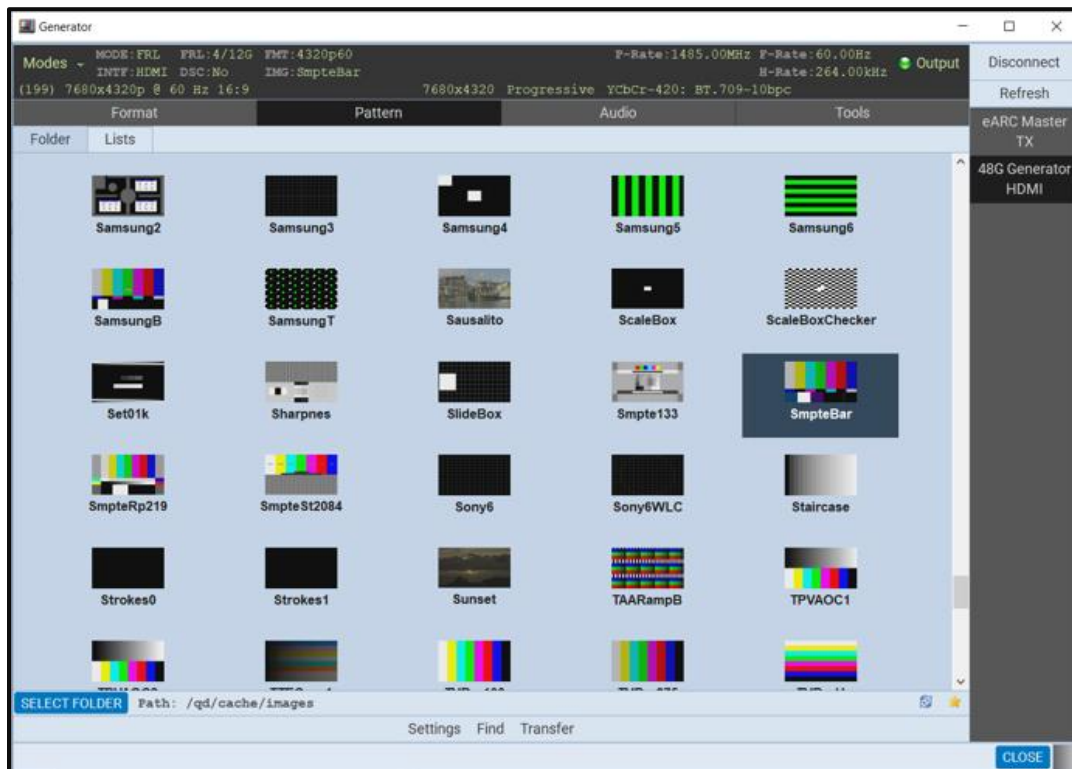 Generator
Modes
MODE:FRL FRL:4/12G FMT:4320p60
P-Rate:1485.00MHz F-Rate:60.00Hz
INTF:HDMI DSC:No IMG:SmpteBar
H-Rate:264.00kHz
Output
(199) 7680x4320p @ 60 Hz 16:9
7680x4320 Progressive YCbCr-420: BT.709-10bpc
Disconnect
Refresh
eARC Master
TX
48G Generator
HDMI
Format Pattern Audio Tools
Folder Lists
Samsung2 Samsung3 Samsung4 Samsung5 Samsung6
SamsungB SamsungT Sausalito ScaleBox ScaleBoxChecker
Set01k Sharpnes SlideBox Smpte133 SmpteBar
SmpteRp219 SmpteSt2084 Sony6 Sony6WLC Staircase
Strokes0 Strokes1 Sunset TAARampB TPVAOC1
SELECT FOLDER Path: /qd/cache/images
Settings Find Transfer
CLOSE